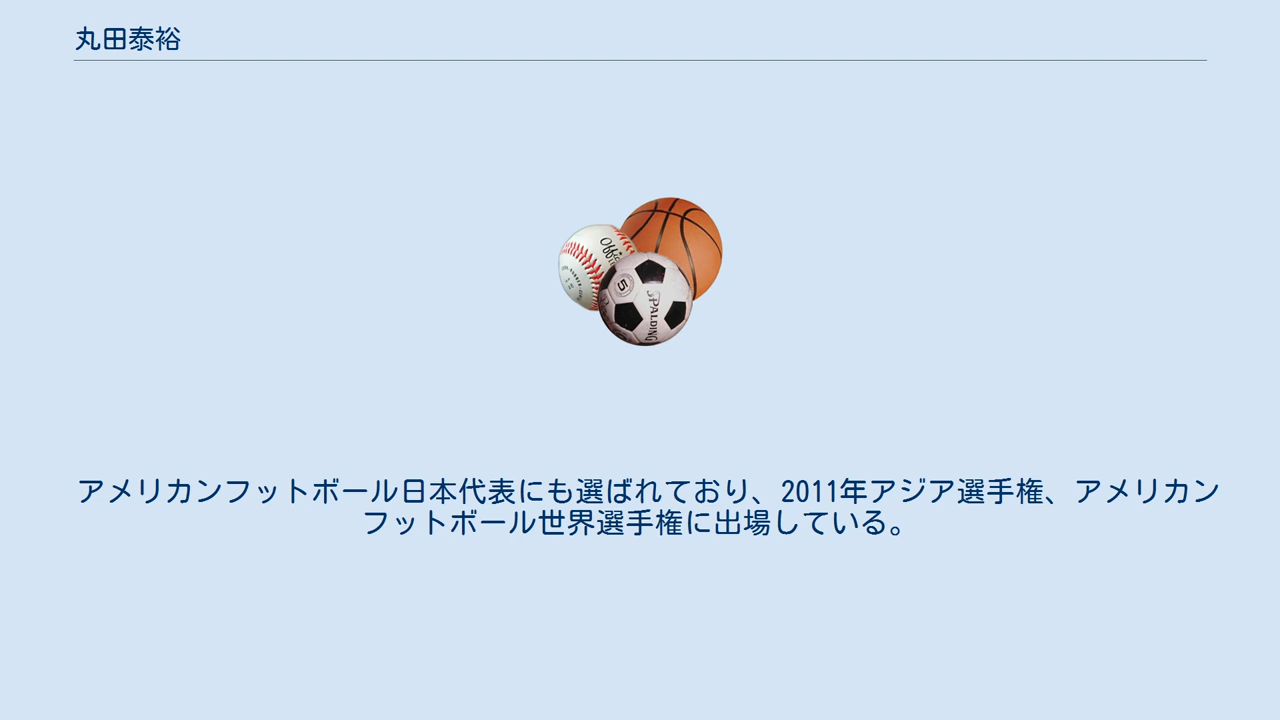 丸田泰裕
Offic
5
SPALDING
アメリカンフットボール日本代表にも選ばれており、2011年アジア選手権、アメリカン
フットボール世界選手権に出場している。